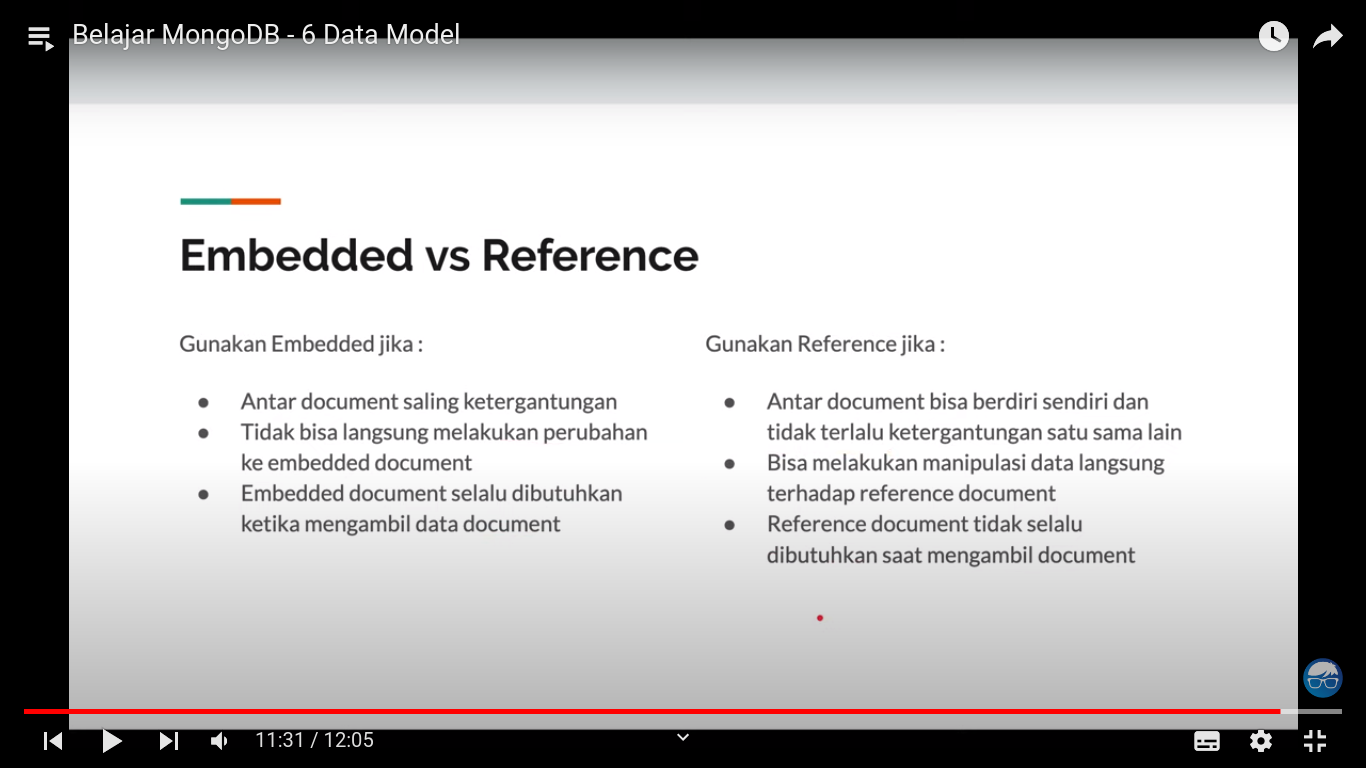 Belajar MongoDB - 6 Data Model
Embedded vs Reference
Gunakan Embedded jika :
● Antar document saling ketergantungan
● Tidak bisa langsung melakukan perubahan
ke embedded document
● Embedded document selalu dibutuhkan
ketika mengambil data document
Gunakan Reference jika :
● Antar document bisa berdiri sendiri dan
tidak terlalu ketergantungan satu sama lain
● Bisa melakukan manipulasi data langsung
terhadap reference document
● Reference document tidak selalu
dibutuhkan saat mengambil document
11:31 / 12:05